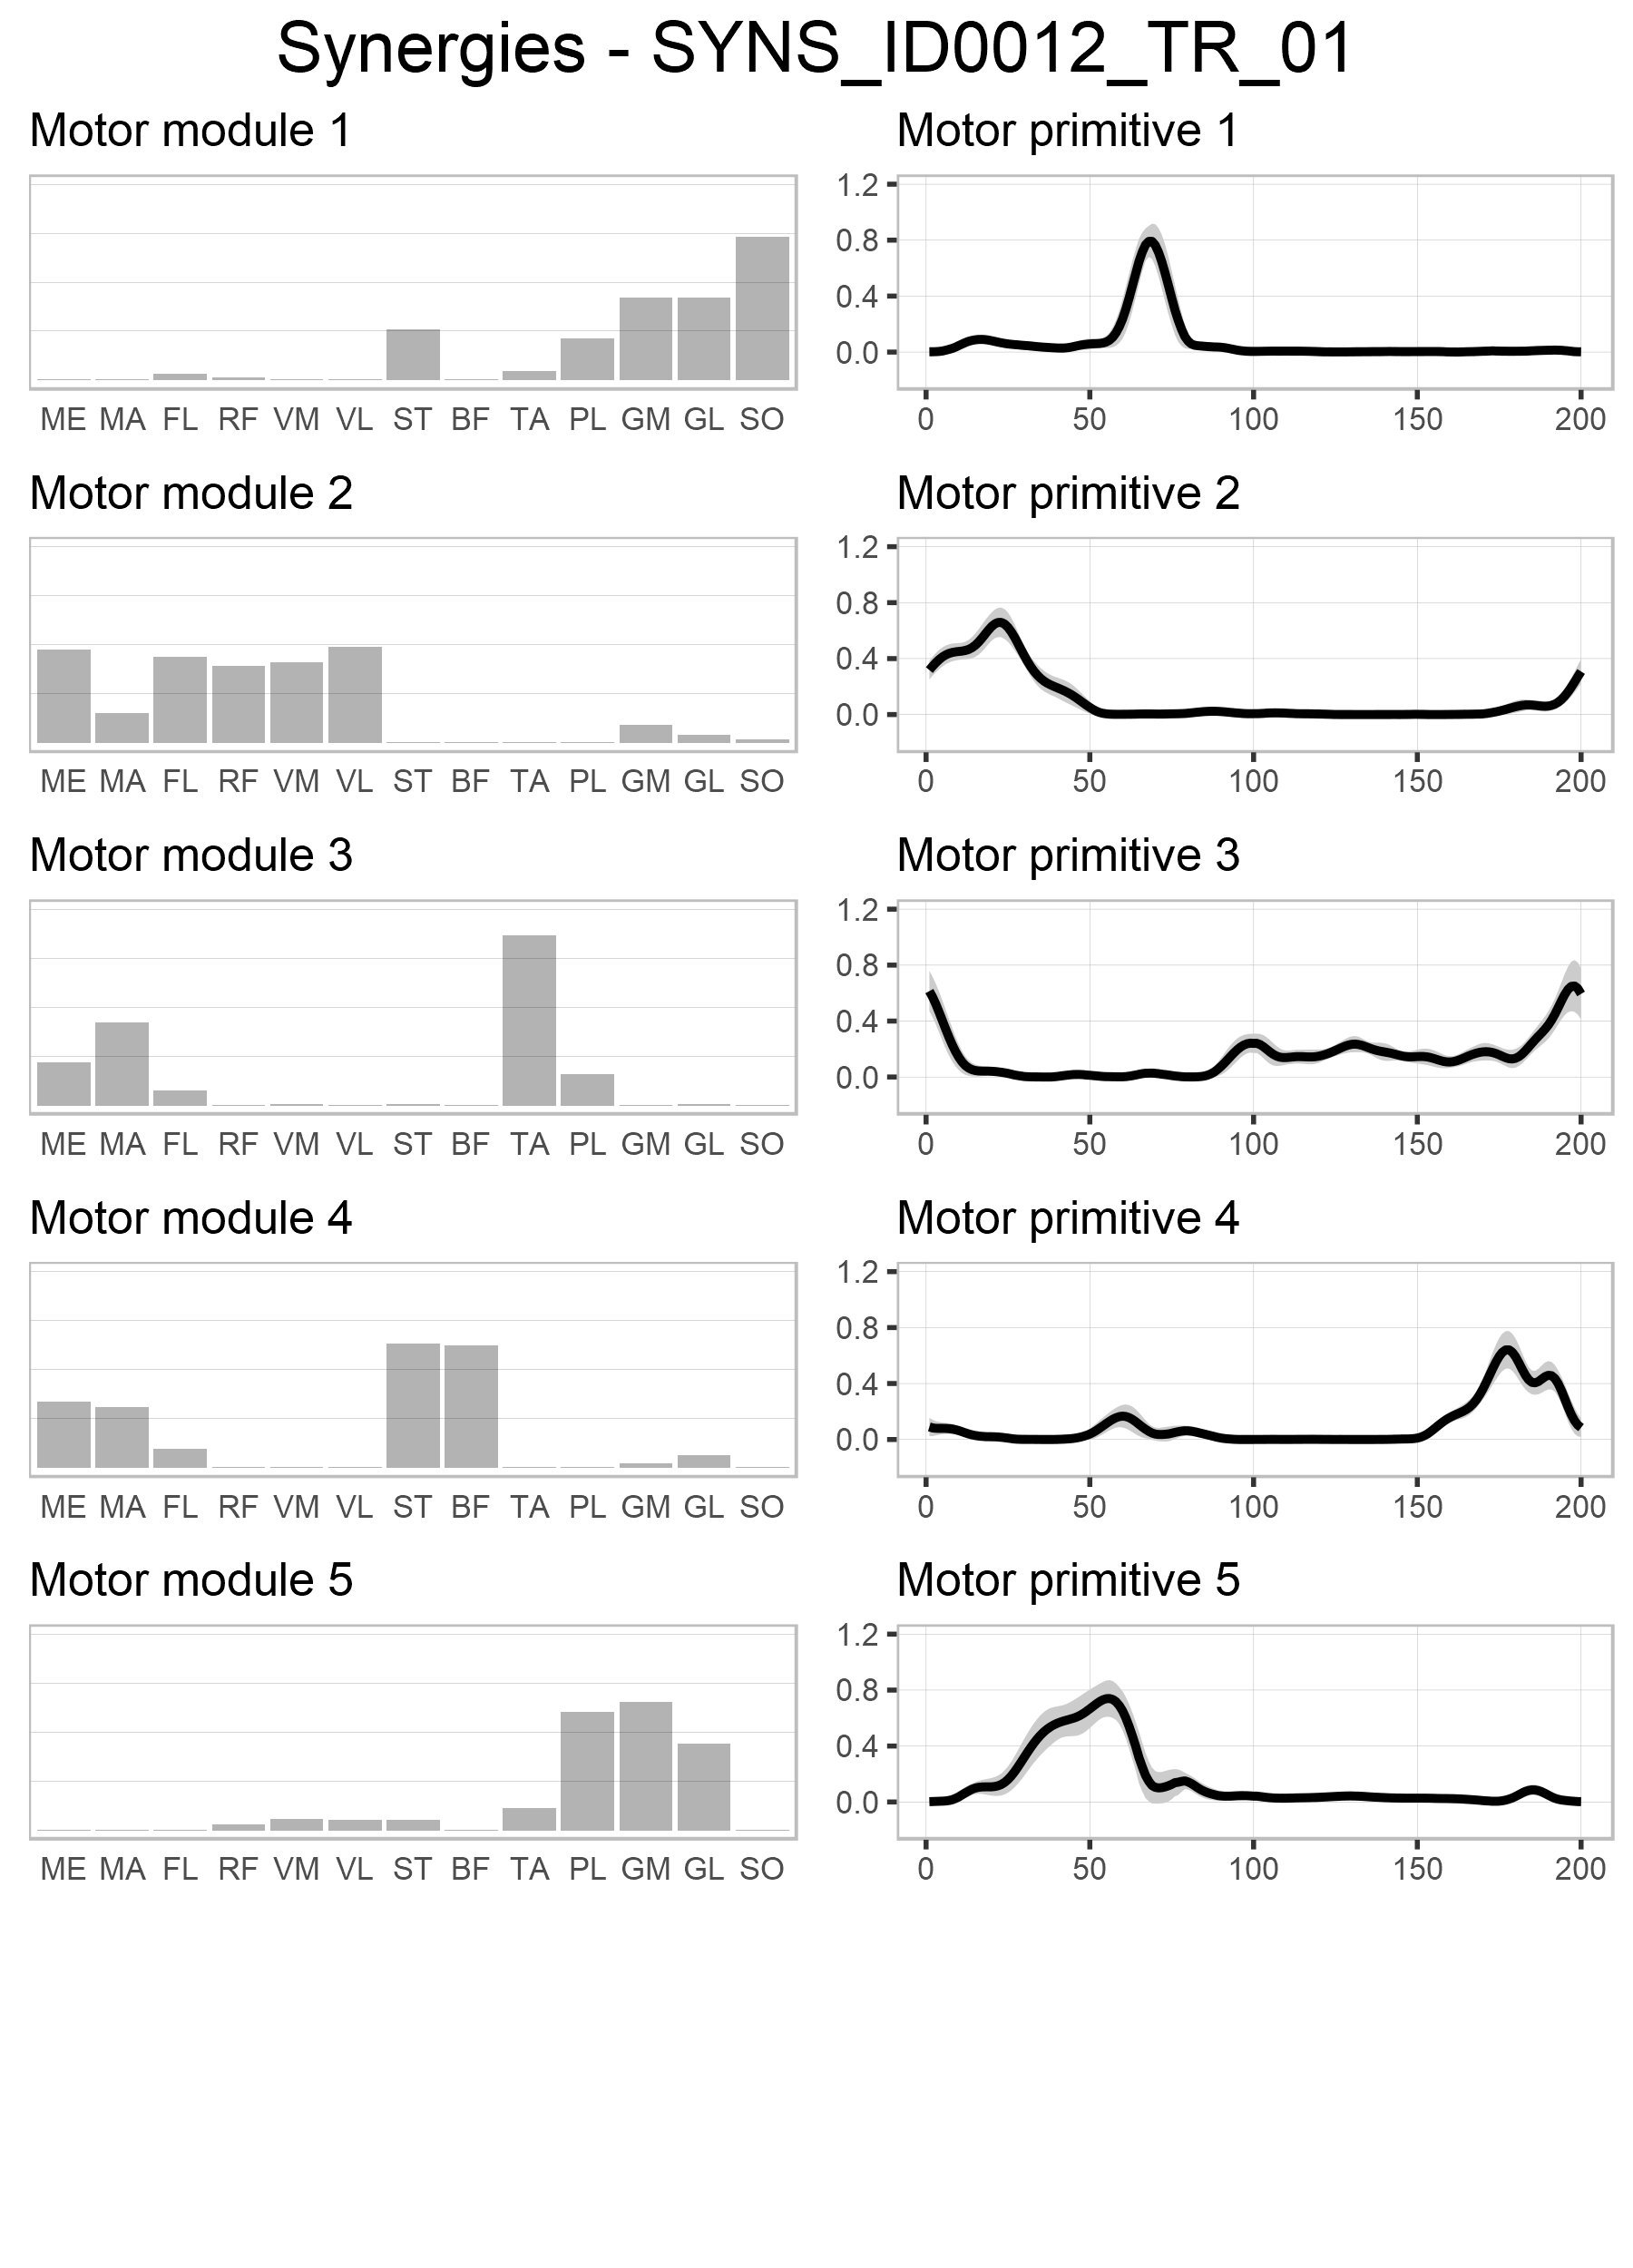 Synergies - SYNS_ID0012_TR_01
Motor module 1
Motor primitive 1
1.2
0.8
0.4
0.0
ME MA FL RF VM VL ST BF TA PL GM GL SO
0 50 100 150 200
Motor module 2
Motor primitive 2
1.2
0.8
0.4
0.0
ME MA FL RF VM VL ST BF TA PL GM GL SO
0 50 100 150 200
Motor module 3
Motor primitive 3
1.2
0.8
0.4
0.0
ME MA FL RF VM VL ST BF TA PL GM GL SO
0 50 100 150 200
Motor module 4
Motor primitive 4
1.2
0.8
0.4
0.0
ME MA FL RF VM VL ST BF TA PL GM GL SO
0 50 100 150 200
Motor module 5
Motor primitive 5
1.2
0.8
0.4
0.0
ME MA FL RF VM VL ST BF TA PL GM GL SO
0 50 100 150 200